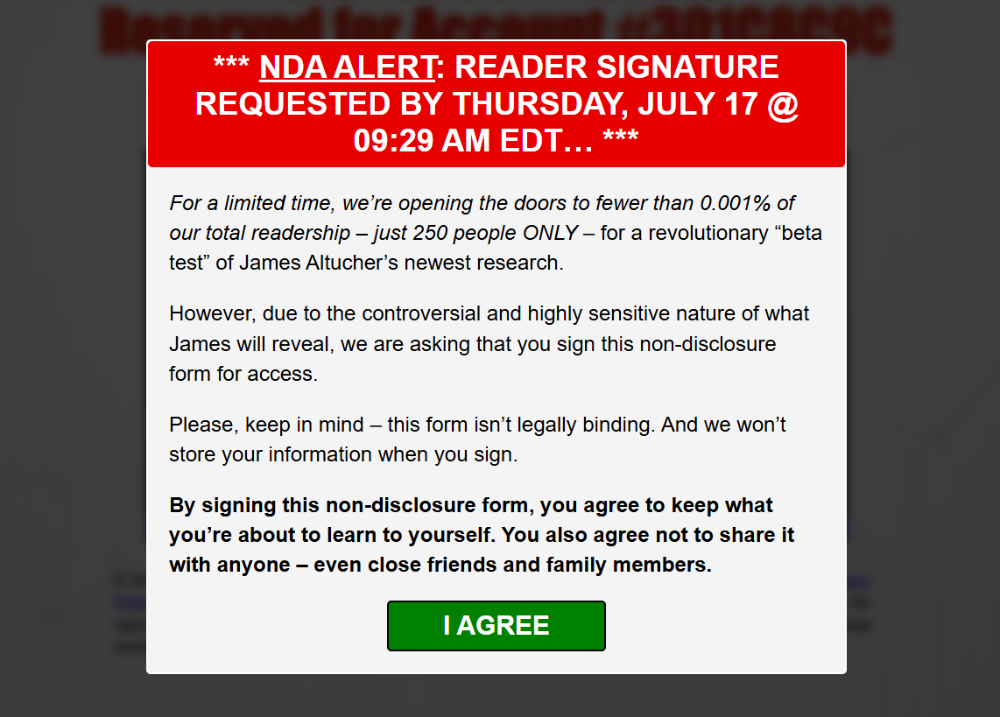 Reserved for Account #301C8C9C
*** NDA ALERT: READER SIGNATURE
REQUESTED BY THURSDAY, JULY 17 @
09:29 AM EDT… ***
For a limited time, we’re opening the doors to fewer than 0.001% of
our total readership – just 250 people ONLY – for a revolutionary “beta
test” of James Altucher’s newest research.
However, due to the controversial and highly sensitive nature of what
James will reveal, we are asking that you sign this non-disclosure
form for access.
Please, keep in mind – this form isn’t legally binding. And we won’t
store your information when you sign.
By signing this non-disclosure form, you agree to keep what
you’re about to learn to yourself. You also agree not to share it
with anyone – even close friends and family members.
I AGREE